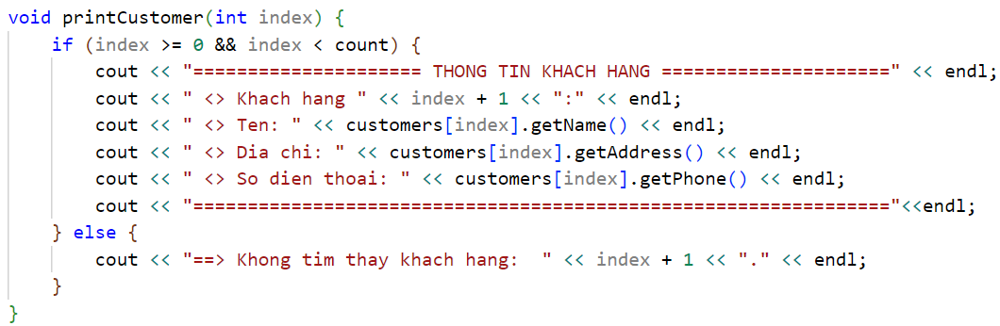 void printCustomer(int index) {
    if (index >= 0 && index < count) {
        cout << "===================== THONG TIN KHACH HANG =====================" << endl;
        cout << " <> Khach hang " << index + 1 << ":" << endl;
        cout << " <> Ten: " << customers[index].getName() << endl;
        cout << " <> Dia chi: " << customers[index].getAddress() << endl;
        cout << " <> So dien thoai: " << customers[index].getPhone() << endl;
        cout << "================================================================"<<endl;
    } else {
        cout << "==> Khong tim thay khach hang:  " << index + 1 << "." << endl;
    }
}